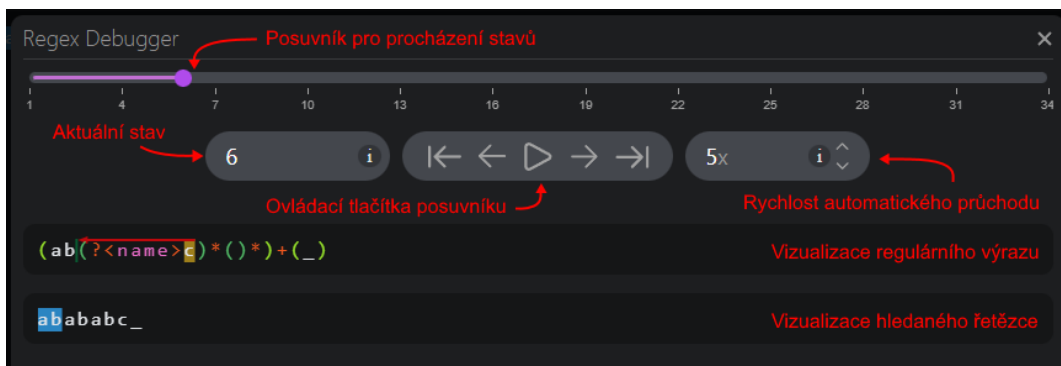 Regex Debugger
Posuvník pro procházení stavů
×
1 4 7 10 13 16 19 22 25 28 31 34
Aktuální stav
6 i
5x i
Ovládací tlačítka posuvníku
Rychlost automatického průchodu
(ab(?<name>c)*()*)+(_)
Vizualizace regulárního výrazu
abababc_
Vizualizace hledaného řetězce